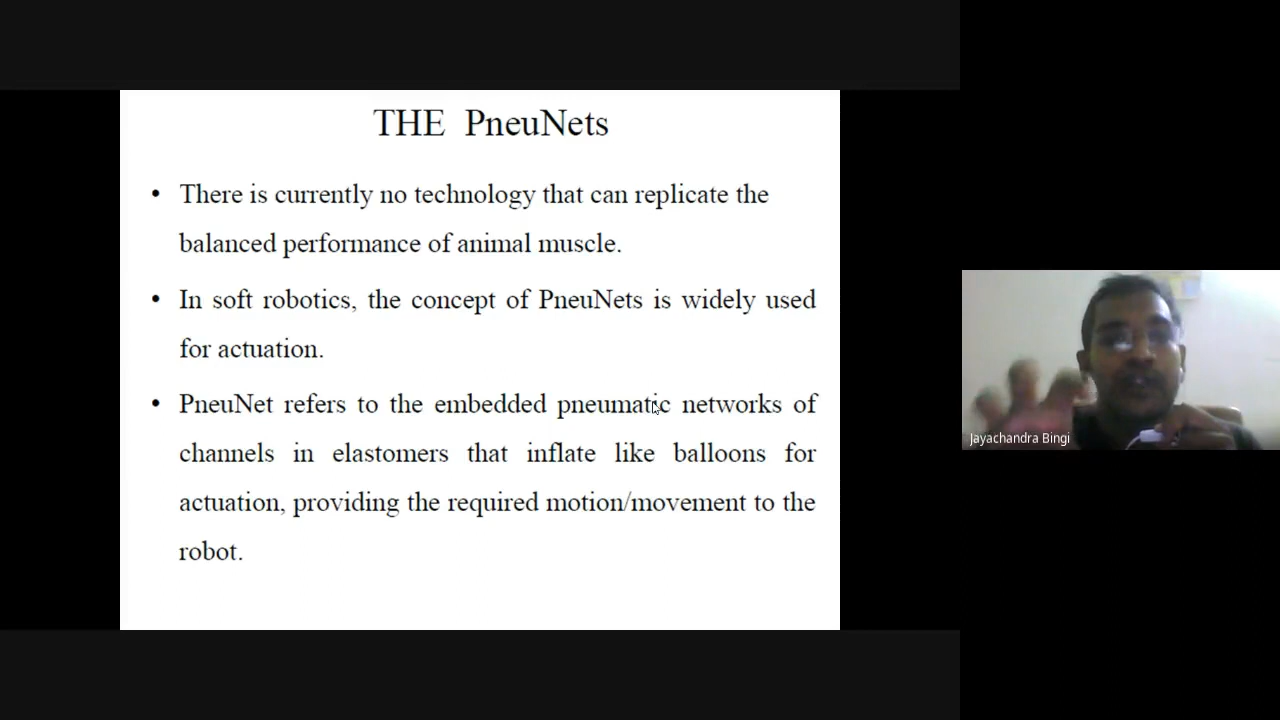 THE PneuNets
• There is currently no technology that can replicate the
balanced performance of animal muscle.
• In soft robotics, the concept of PneuNets is widely used
for actuation.
• PneuNet refers to the embedded pneumatic networks of
channels in elastomers that inflate like balloons for
actuation, providing the required motion/movement to the
robot.
Jayachandra Bingi